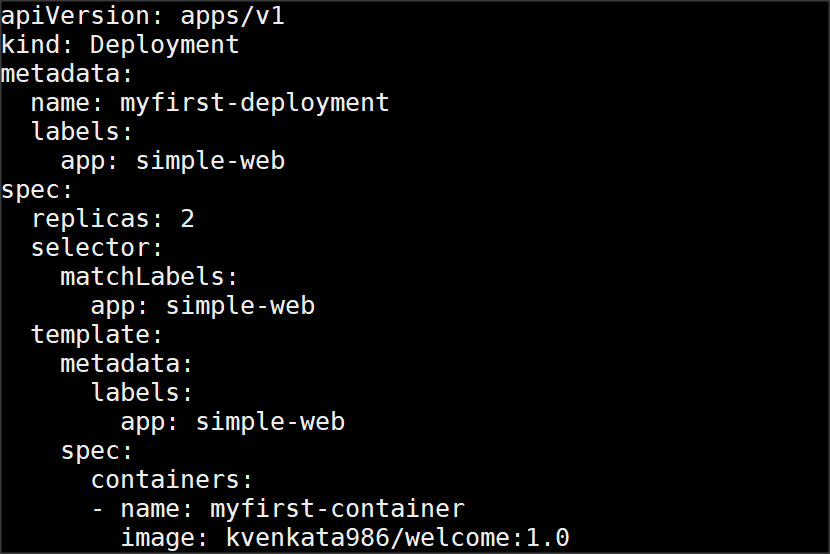 apiVersion: apps/v1
kind: Deployment
metadata:
  name: myfirst-deployment
  labels:
    app: simple-web
spec:
  replicas: 2
  selector:
    matchLabels:
      app: simple-web
  template:
    metadata:
      labels:
        app: simple-web
    spec:
      containers:
      - name: myfirst-container
        image: kvenkata986/welcome:1.0